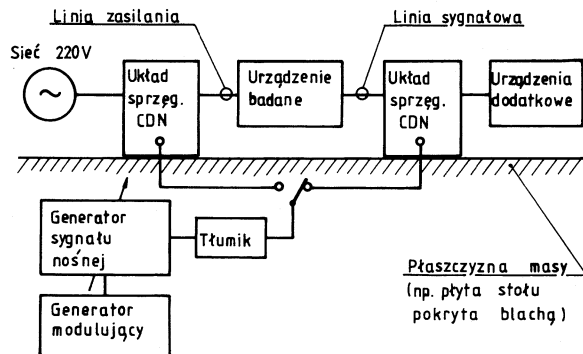 Linia zasilania
Linia sygnałowa
Sieć 220V
Układ
sprzęg.
CDN
Urządzenie
badane
Układ
sprzęg.
CDN
Urządzenia
dodatkowe
~
Generator
sygnału
nośnej
Tłumik
Generator
modulujący
Płaszczyzna masy
(np. płyta stołu
pokryta blachą)